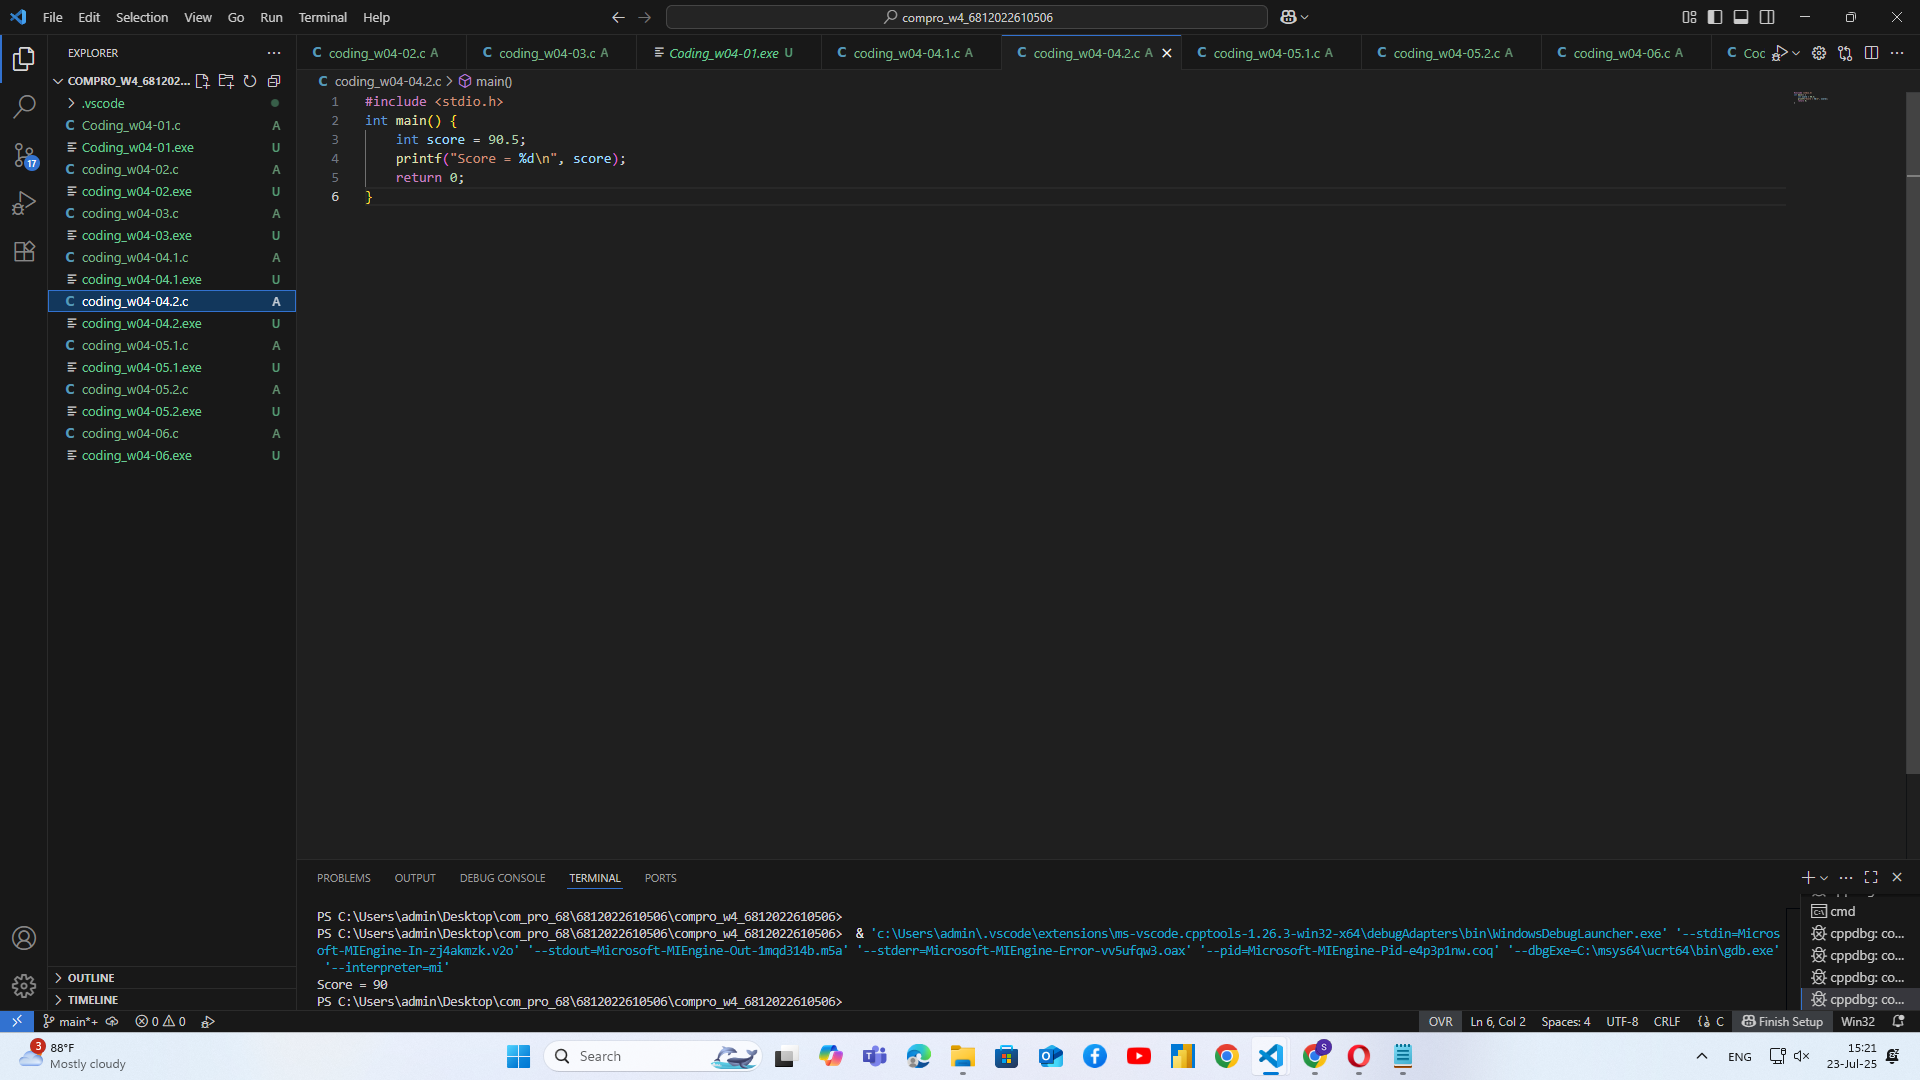 File Edit Selection View Go Run Terminal Help
compro_w4_6812022610506
EXPLORER
coding_w04-02.c A
coding_w04-03.c A
Coding_w04-01.exe U
coding_w04-04.1.c A
coding_w04-04.2.c A
coding_w04-05.1.c A
coding_w04-05.2.c A
coding_w04-06.c A
Coc
COMPRO_W4_681202...
coding_w04-04.2.c > main()
.vscode
Coding_w04-01.c A
Coding_w04-01.exe U
coding_w04-02.c A
coding_w04-02.exe U
coding_w04-03.c A
coding_w04-03.exe U
coding_w04-04.1.c A
coding_w04-04.1.exe U
coding_w04-04.2.c A
coding_w04-04.2.exe U
coding_w04-05.1.c A
coding_w04-05.1.exe U
coding_w04-05.2.c A
coding_w04-05.2.exe U
coding_w04-06.c A
coding_w04-06.exe U
17
OUTLINE
TIMELINE
1 #include <stdio.h>
2 int main() {
3 int score = 90.5;
4 printf("Score = %d\n", score);
5 return 0;
6 }
PROBLEMS OUTPUT DEBUG CONSOLE TERMINAL PORTS
PS C:\Users\admin\Desktop\com_pro_68\6812022610506\compro_w4_6812022610506>
PS C:\Users\admin\Desktop\com_pro_68\6812022610506\compro_w4_6812022610506> & 'c:\Users\admin\.vscode\extensions\ms-vscode.cpptools-1.26.3-win32-x64\debugAdapters\bin\WindowsDebugLauncher.exe' '--stdin=Micros
oft-MIEngine-In-zj4akmzk.v2o' '--stdout=Microsoft-MIEngine-Out-1mqd314b.m5a' '--stderr=Microsoft-MIEngine-Error-vv5ufqw3.oax' '--pid=Microsoft-MIEngine-Pid-e4p3p1nw.coq' '--dbgExe=C:\msys64\ucrt64\bin\gdb.exe'
'--interpreter=mi'
Score = 90
PS C:\Users\admin\Desktop\com_pro_68\6812022610506\compro_w4_6812022610506>
cmd
cppdbg: co...
cppdbg: co...
cppdbg: co...
cppdbg: co...
main*+ 0 0 OVR Ln 6, Col 2 Spaces: 4 UTF-8 CRLF {} C Finish Setup Win32
3
88°F
Mostly cloudy
Search
S
ENG
15:21
23-Jul-25